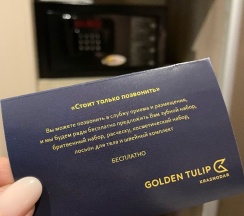 «Стоит только позвонить»
Вы можете позвонить в службу приема и размещения,
и мы будем рады бесплатно предложить Вам зубной набор,
бритвенный набор, расческу, косметический набор,
лосьон для тела и швейный комплект
БЕСПЛАТНО
GOLDEN TULIP
КРАСНОДАР